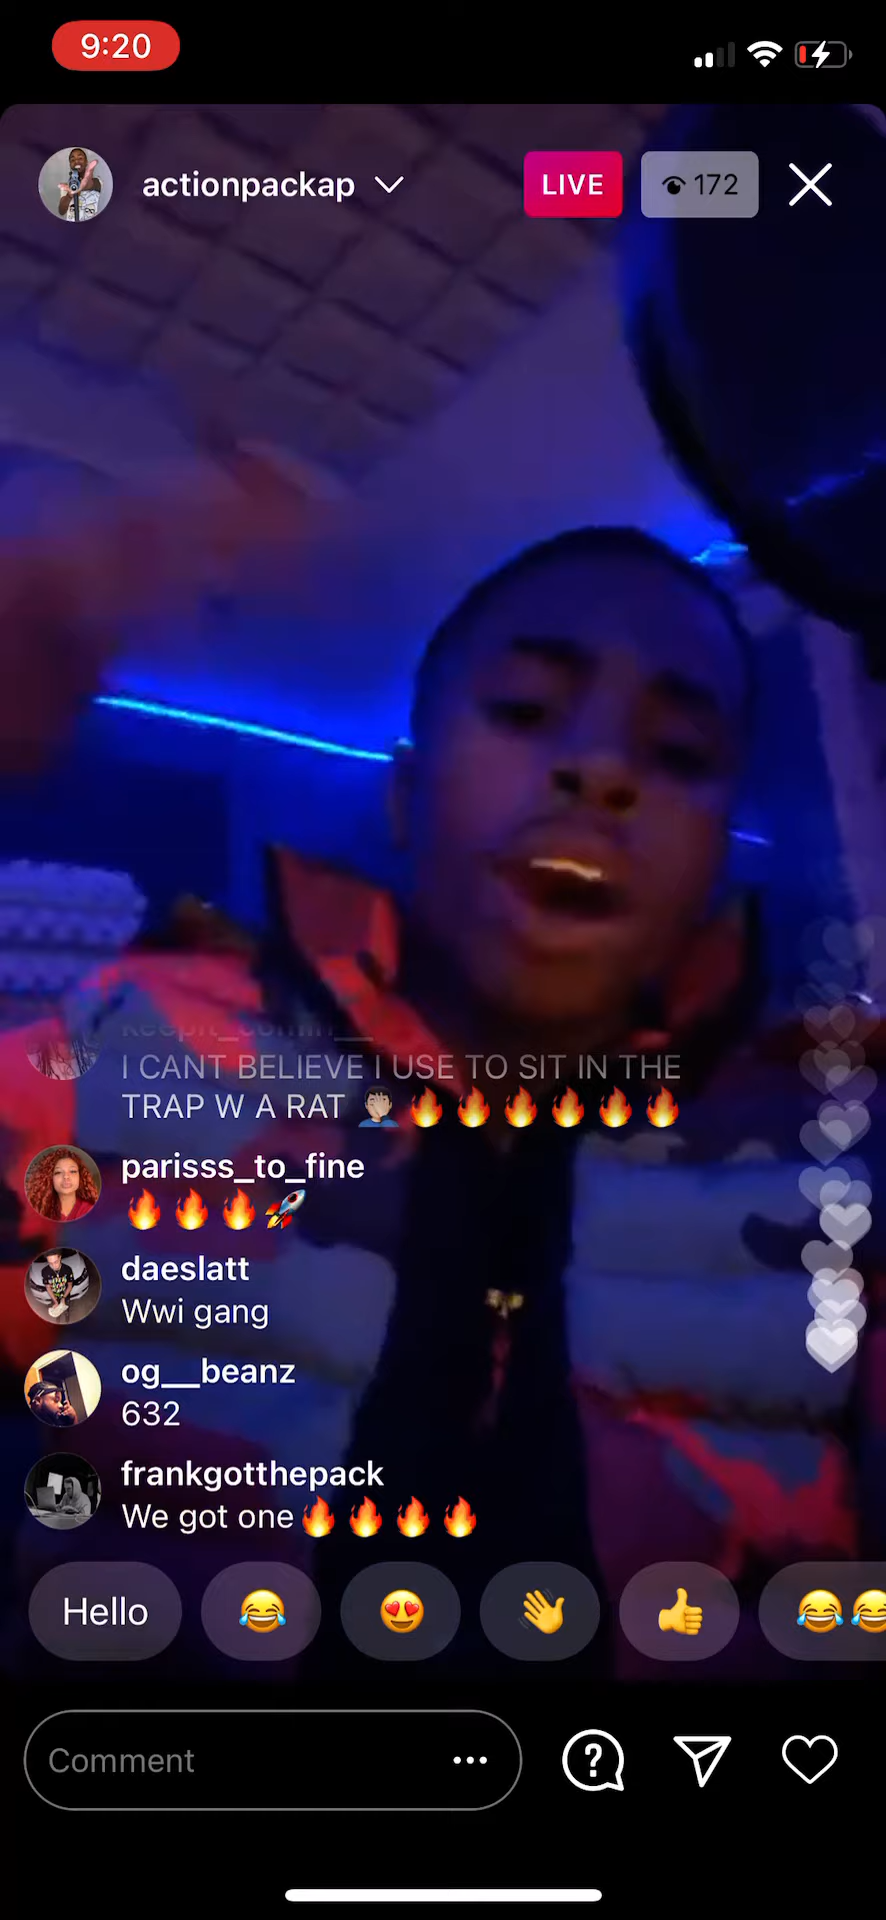 9:20
actionpackap
LIVE
172
keepit_comin__
I CANT BELIEVE I USE TO SIT IN THE
TRAP W A RAT 🤦🏻‍♂️🔥🔥🔥🔥🔥🔥
parisss_to_fine
🔥🔥🔥🚀
daeslatt
Wwi gang
og__beanz
632
frankgotthepack
We got one🔥🔥🔥🔥
Hello 😂 😍 👋 👍 😂😂
Comment